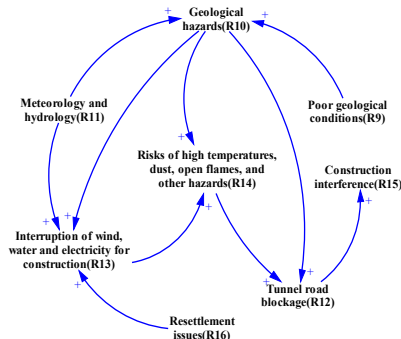 Geological
hazards(R10)
+
+
Meteorology and
hydrology(R11)
Poor geological
conditions(R9)
+
Risks of high temperatures,
dust, open flames, and
other hazards(R14)
Construction
interference(R15)
+
+
+
+
Interruption of wind,
water and electricity for
construction(R13)
+
+
Tunnel road
blockage(R12)
+
Resettlement
issues(R16)